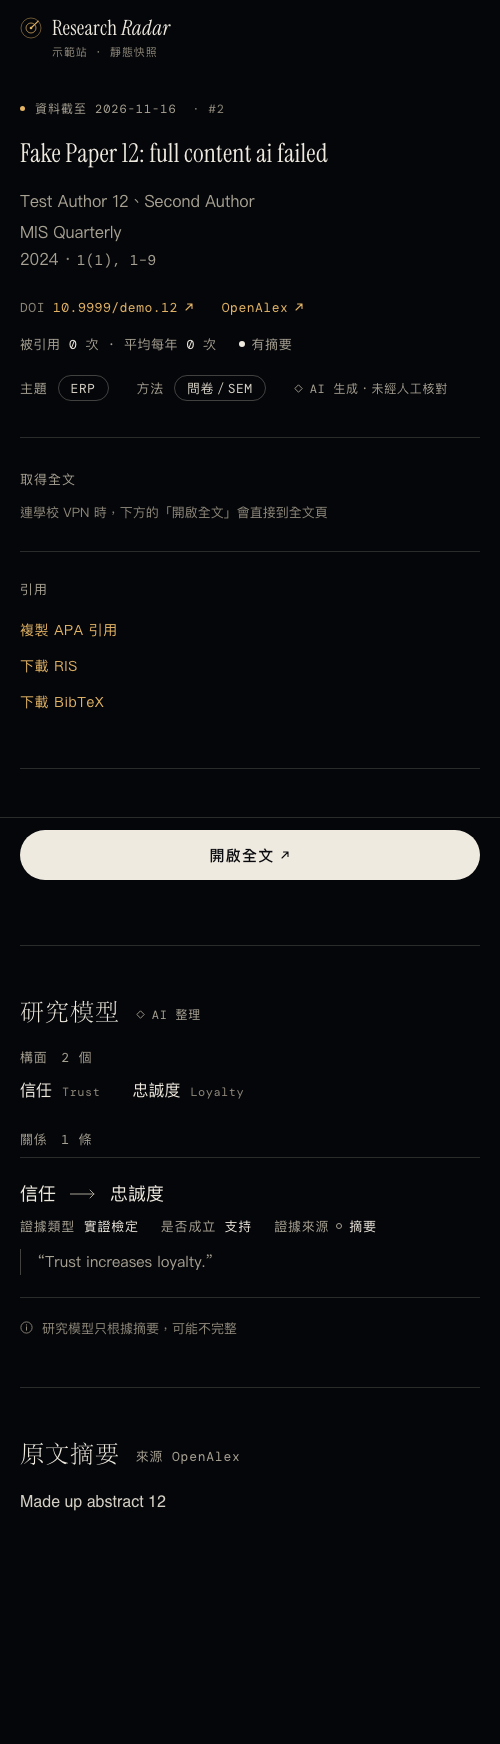 Research Radar
示範站 · 靜態快照
資料截至 2026-11-16 · #2
Fake Paper 12: full content ai failed
Test Author 12、Second Author
MIS Quarterly
2024 · 1(1), 1–9
DOI 10.9999/demo.12 ↗ OpenAlex ↗
被引用 0 次 · 平均每年 0 次 有摘要
主題 ERP 方法 問卷 / SEM ◇ AI 生成 · 未經人工核對
取得全文
連學校 VPN 時，下方的「開啟全文」會直接到全文頁
引用
複製 APA 引用
下載 RIS
下載 BibTeX
開啟全文 ↗
研究模型 ◇ AI 整理
構面 2 個
信任 Trust 忠誠度 Loyalty
關係 1 條
信任 → 忠誠度
證據類型 實證檢定 是否成立 支持 證據來源 摘要
“Trust increases loyalty.”
研究模型只根據摘要，可能不完整
原文摘要 來源 OpenAlex
Made up abstract 12